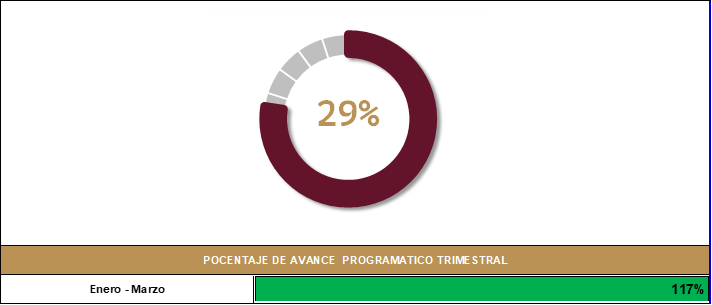 29%
POCENTAJE DE AVANCE  PROGRAMATICO TRIMESTRAL
Enero - Marzo 117%